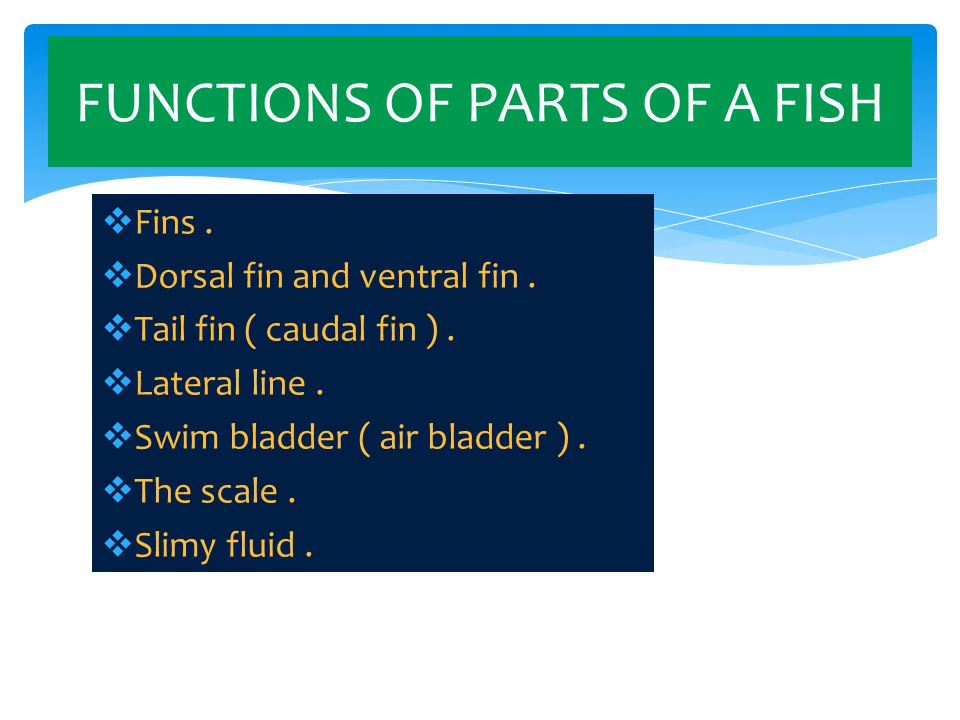 FUNCTIONS OF PARTS OF A FISH
❖Fins .
❖Dorsal fin and ventral fin .
❖Tail fin ( caudal fin ) .
❖Lateral line .
❖Swim bladder ( air bladder ) .
❖The scale .
❖Slimy fluid .